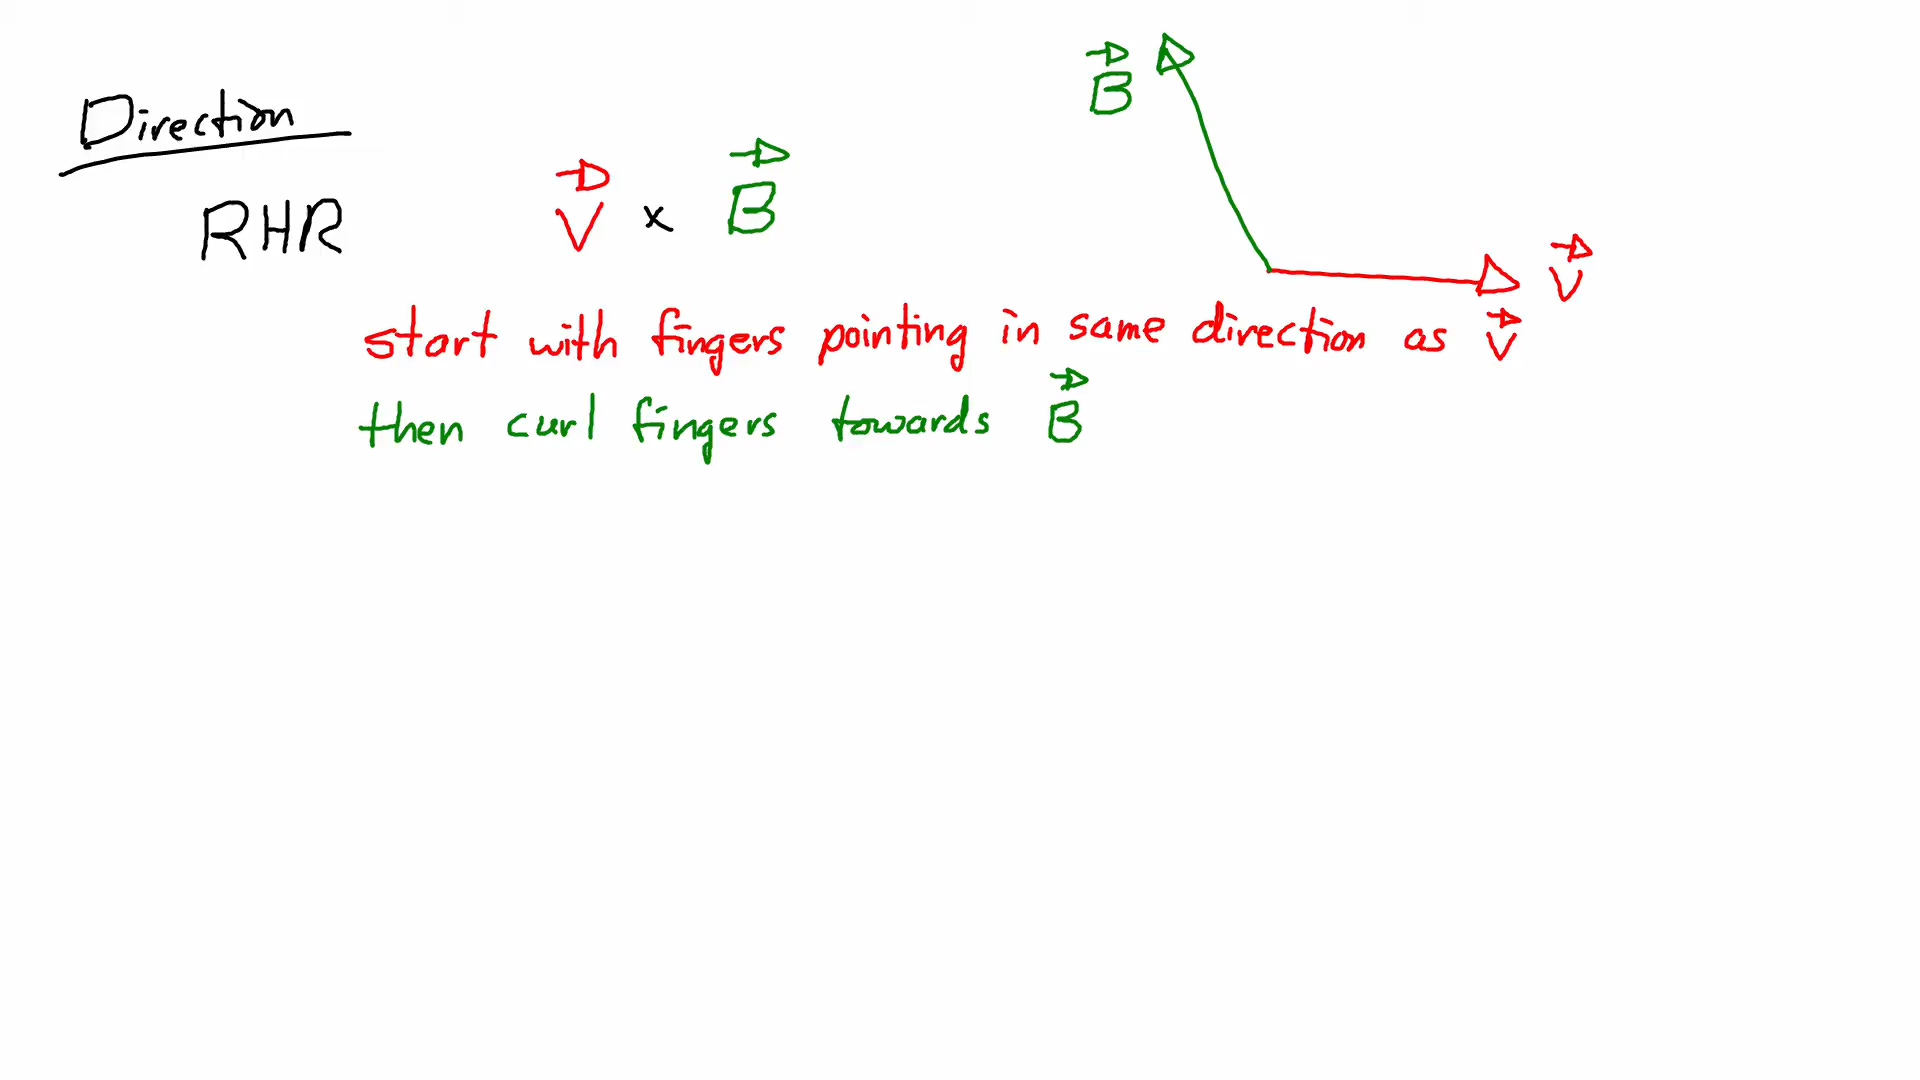 Direction
RHR
V⃗ × B⃗
B⃗
V⃗
start with fingers pointing in same direction as V⃗
then curl fingers towards B⃗